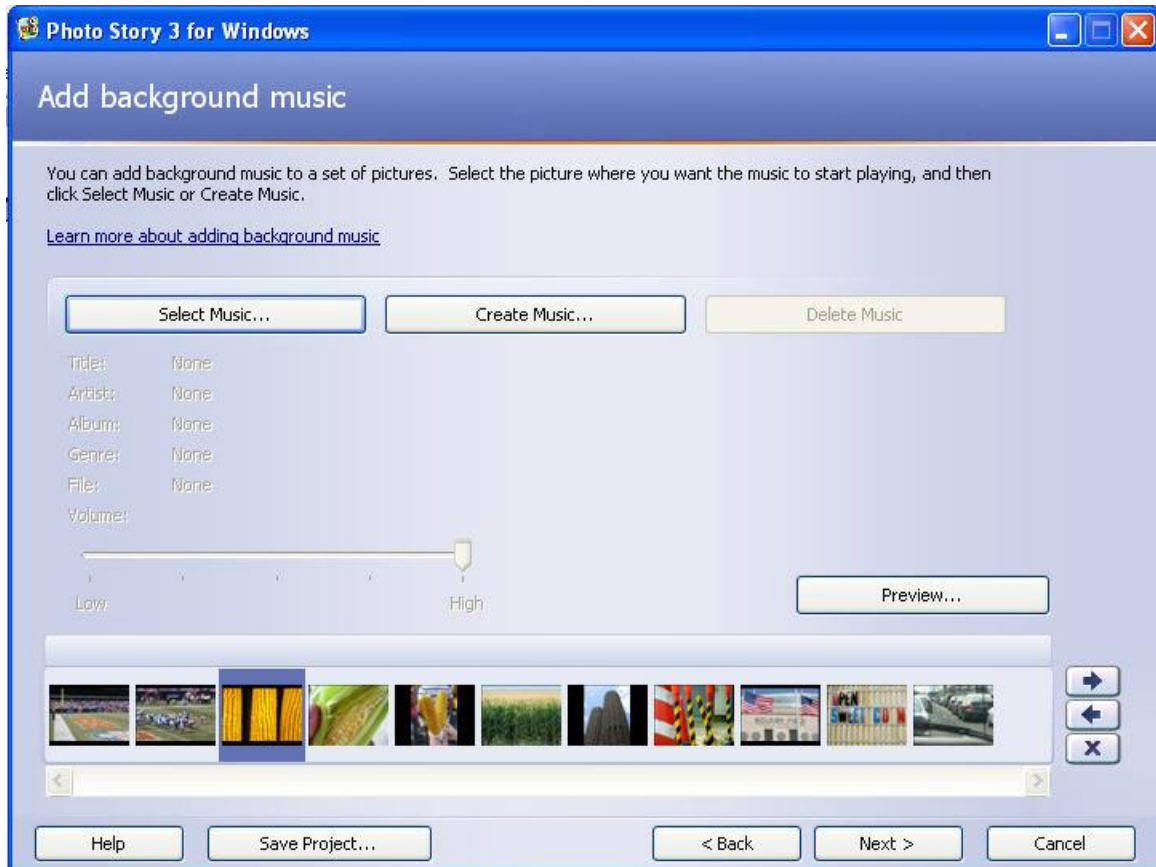 Photo Story 3 for Windows
Add background music
You can add background music to a set of pictures.  Select the picture where you want the music to start playing, and then
click Select Music or Create Music.
Learn more about adding background music
Select Music...
Create Music...
Delete Music
Title: None
Artist: None
Album: None
Genre: None
File: None
Volume:
Low High
Preview...
OPEN
SWEET CORN
Help
Save Project...
< Back
Next >
Cancel